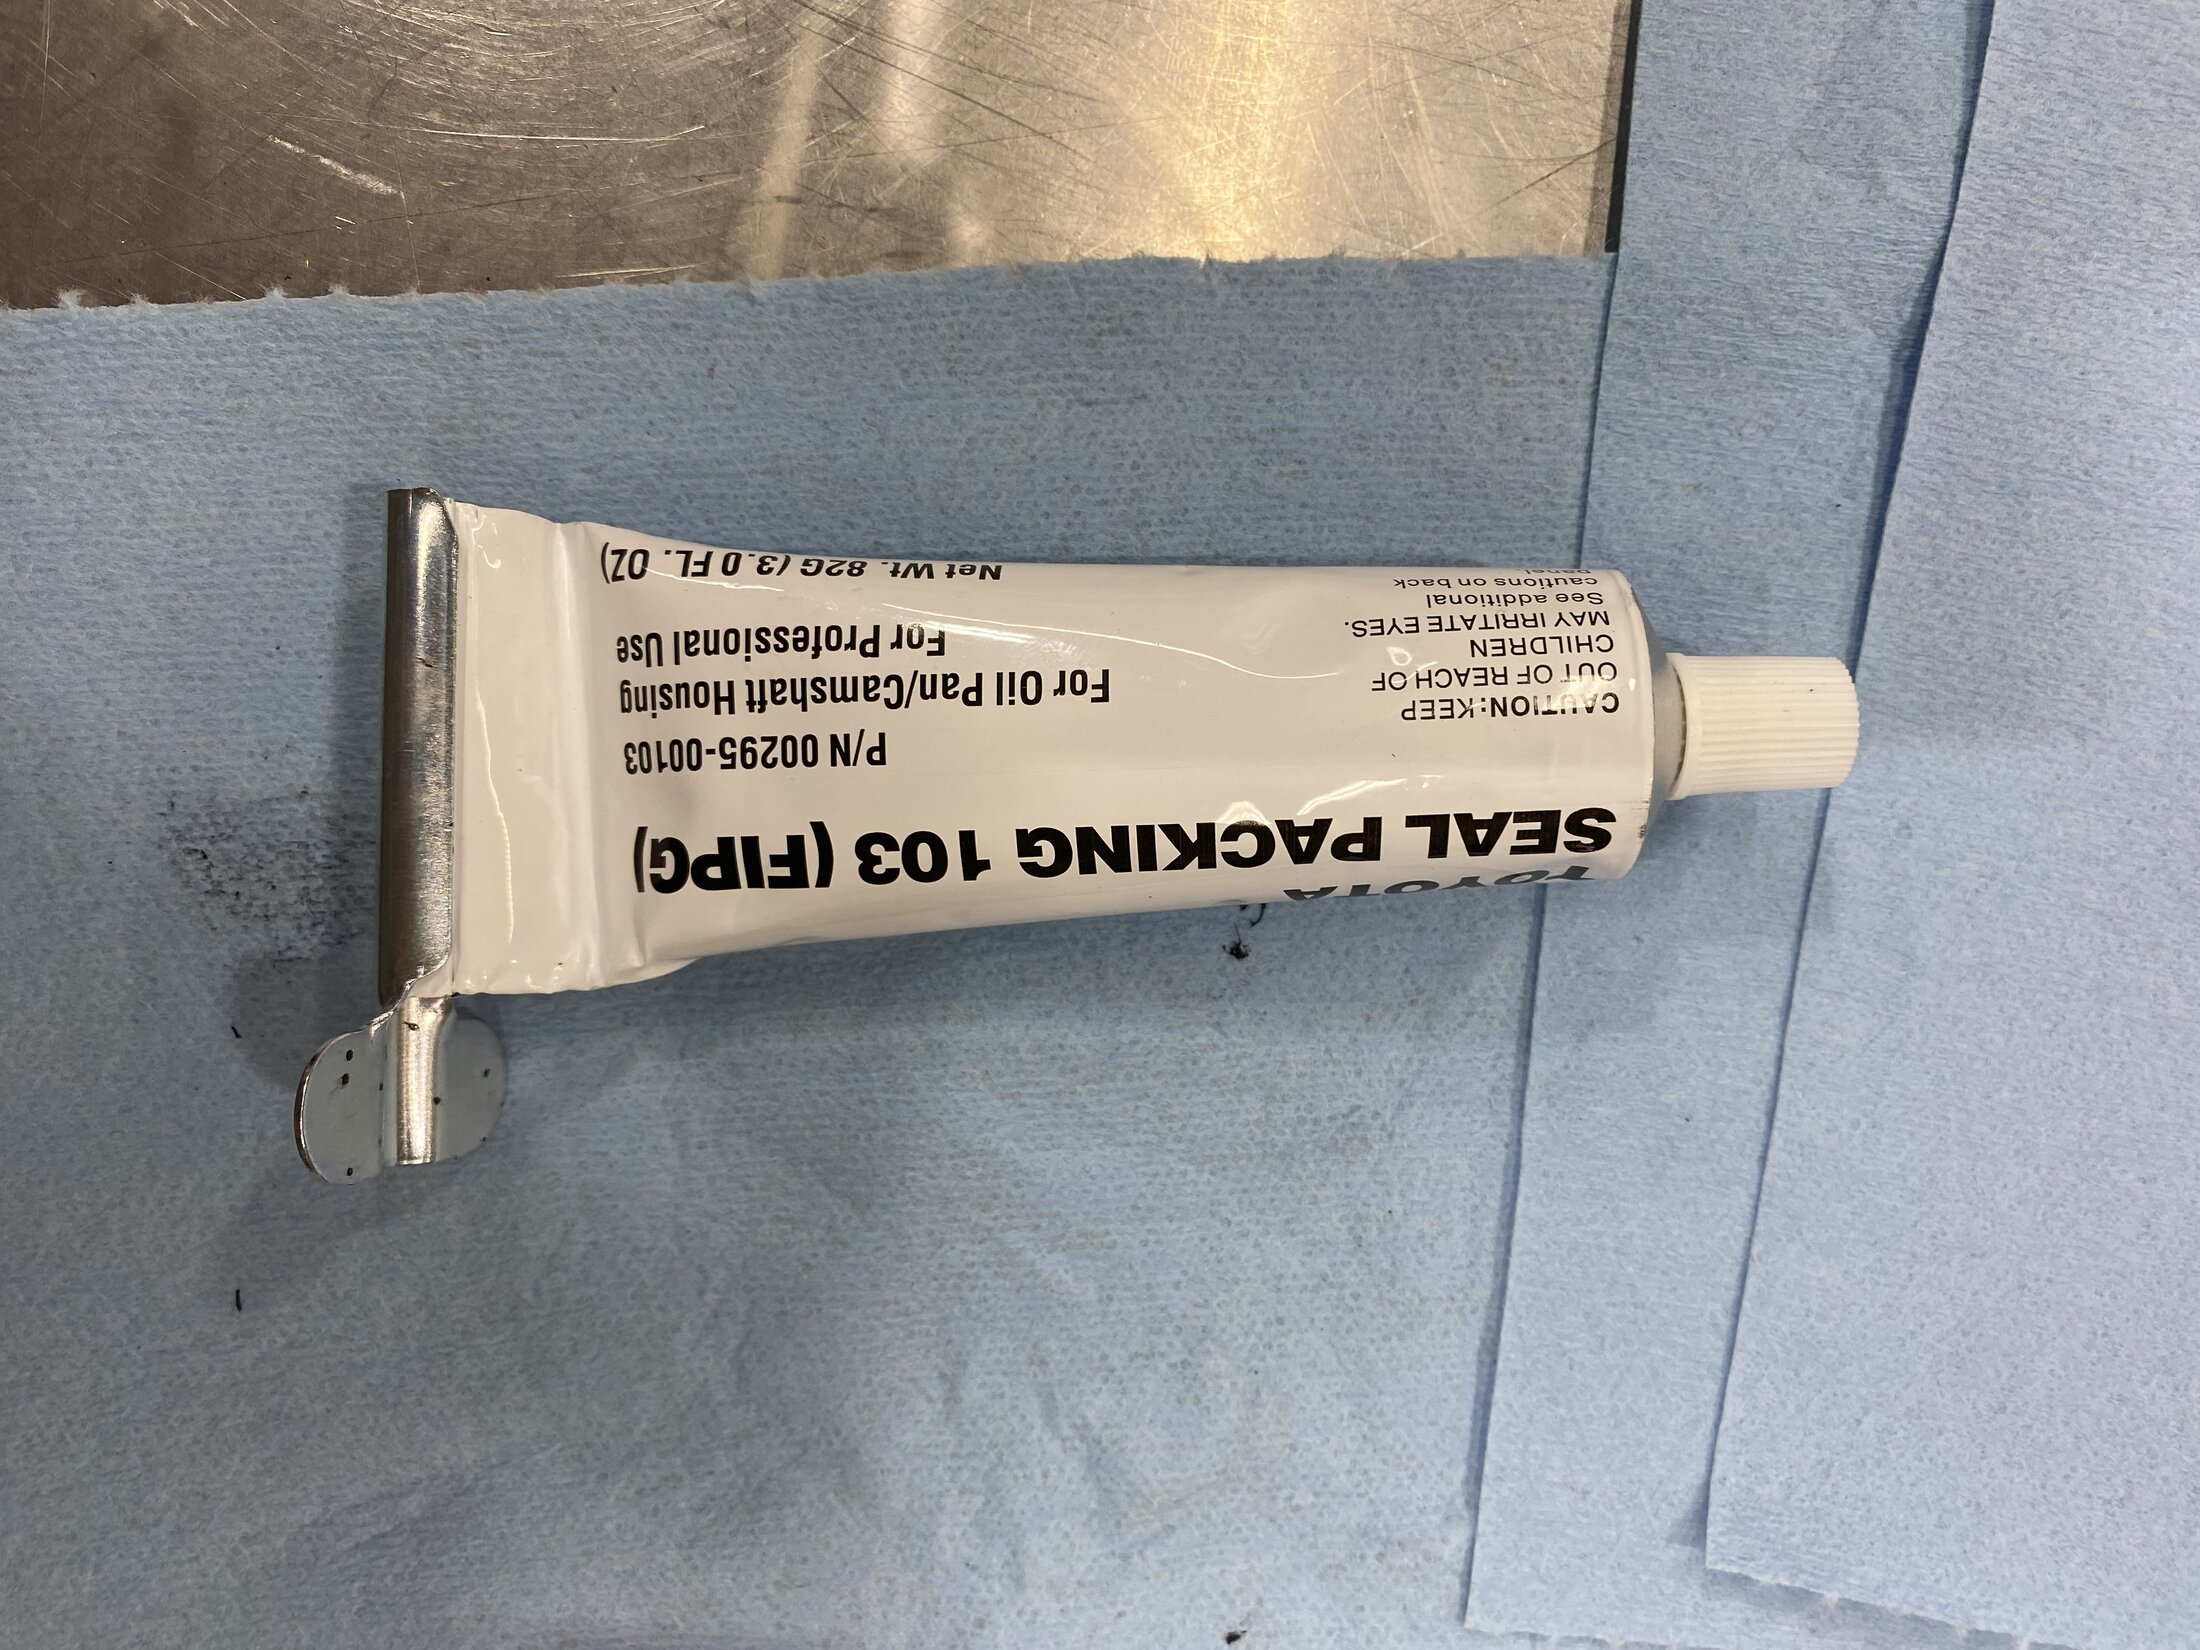 TOYOTA
SEAL PACKING 103 (FIPG)
P/N 00295-00103
For Oil Pan/Camshaft Housing
For Professional Use
Net Wt. 82G (3.0 FL. OZ)
CAUTION:KEEP
OUT OF REACH OF
CHILDREN
MAY IRRITATE EYES.
See additional
cautions on back
panel